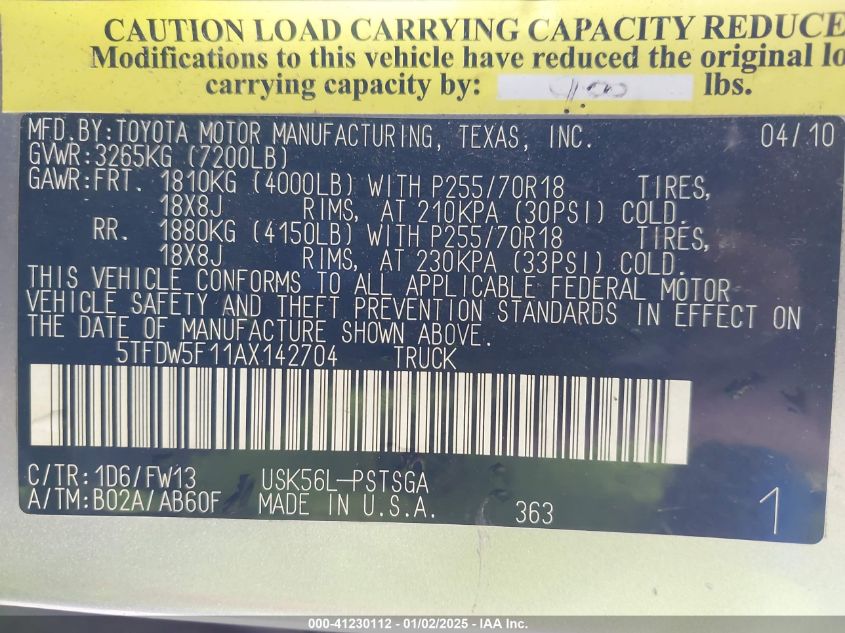 CAUTION LOAD CARRYING CAPACITY REDUCE
Modifications to this vehicle have reduced the original lo
carrying capacity by: lbs.
MFD.BY:TOYOTA MOTOR MANUFACTURING, TEXAS, INC. 04/10
GVWR:3265KG (7200LB)
GAWR:FRT. 1810KG (4000LB) WITH P255/70R18 TIRES,
18X8J RIMS, AT 210KPA (30PSI) COLD.
RR. 1880KG (4150LB) WITH P255/70R18 TIRES,
18X8J RIMS, AT 230KPA (33PSI) COLD.
THIS VEHICLE CONFORMS TO ALL APPLICABLE FEDERAL MOTOR
VEHICLE SAFETY AND THEFT PREVENTION STANDARDS IN EFFECT ON
THE DATE OF MANUFACTURE SHOWN ABOVE.
5TFDW5F11AX142704 TRUCK
C/TR:1D6/FW13 USK56L-PSTSGA
A/TM:B02A/AB60F MADE IN U.S.A. 363 1
000-41230112 - 01/02/2025 - IAA Inc.